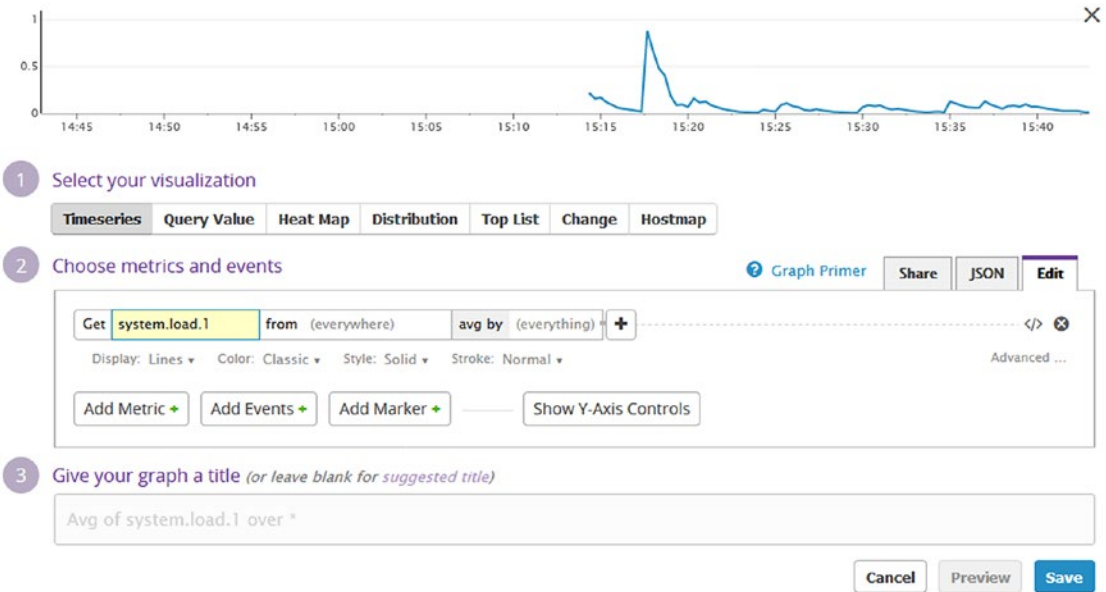 1
0.5
0
14:45 14:50 14:55 15:00 15:05 15:10 15:15 15:20 15:25 15:30 15:35 15:40
1 Select your visualization
Timeseries Query Value Heat Map Distribution Top List Change Hostmap
2 Choose metrics and events
? Graph Primer Share JSON Edit
Get system.load.1 from (everywhere) avg by (everything) + </>
Display: Lines Color: Classic Style: Solid Stroke: Normal Advanced ...
Add Metric + Add Events + Add Marker + Show Y-Axis Controls
3 Give your graph a title (or leave blank for suggested title)
Avg of system.load.1 over *
Cancel Preview Save